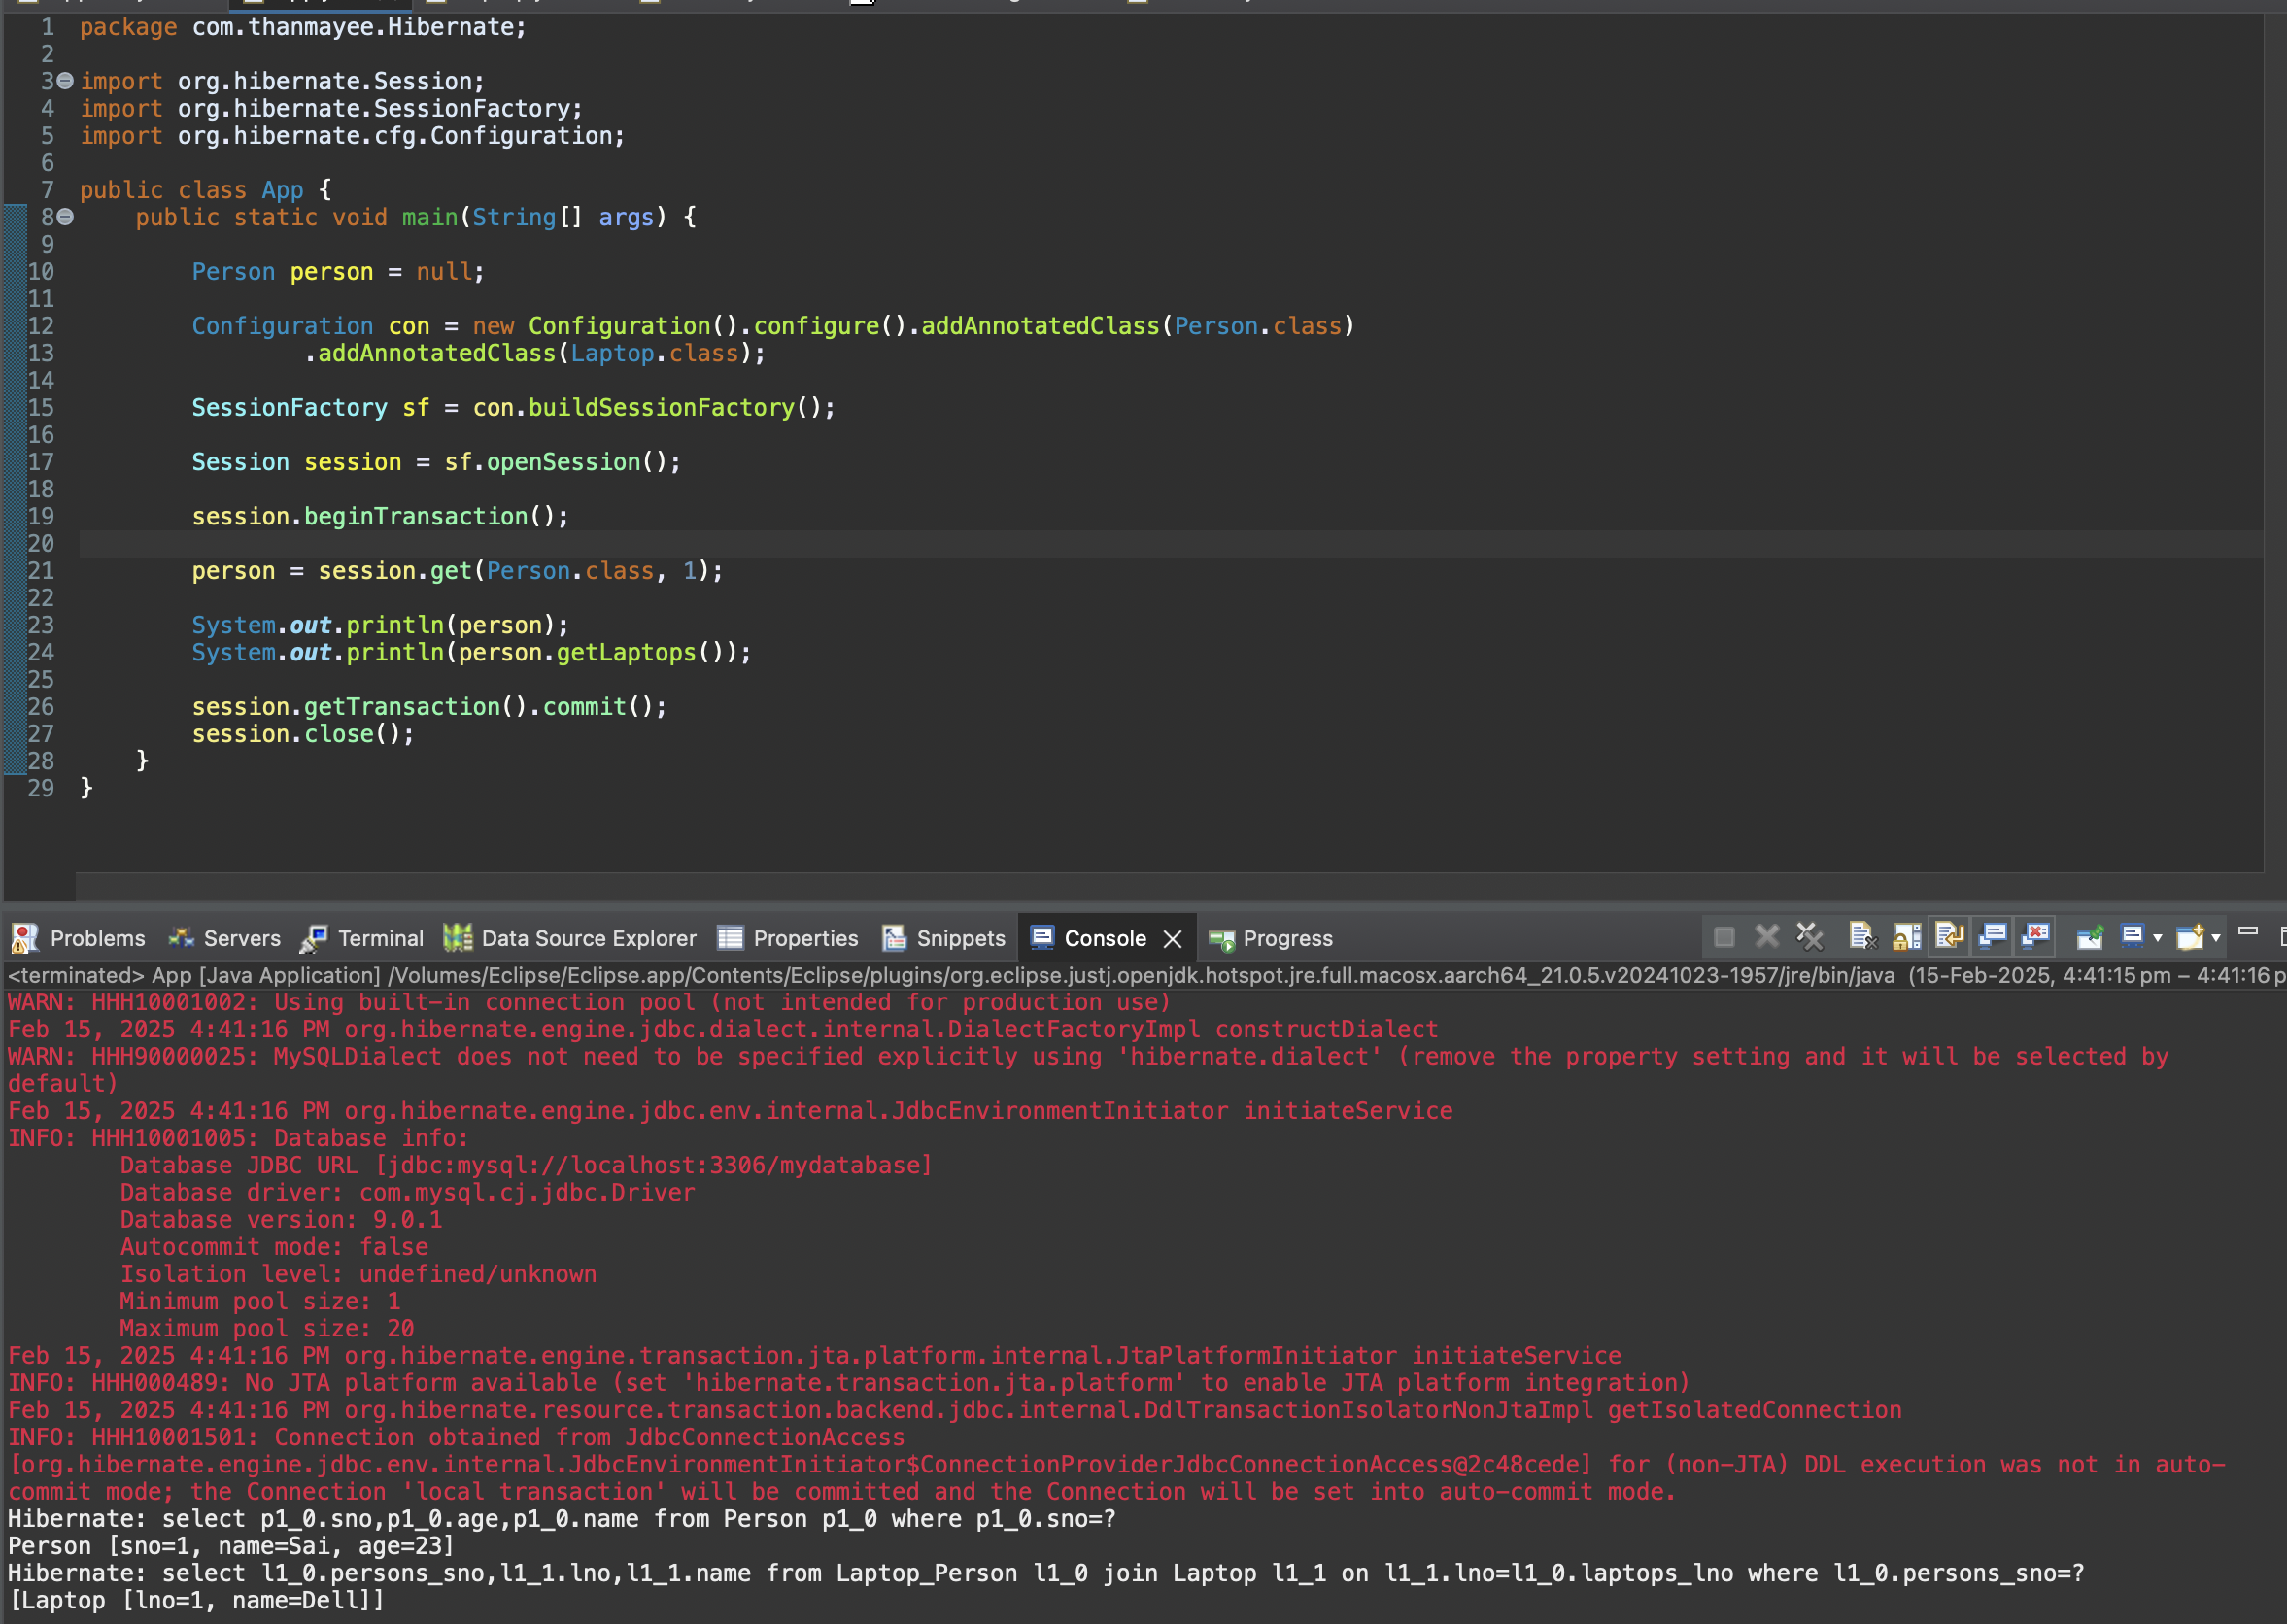 1 package com.thanmayee.Hibernate;
2
3 import org.hibernate.Session;
4 import org.hibernate.SessionFactory;
5 import org.hibernate.cfg.Configuration;
6
7 public class App {
8     public static void main(String[] args) {
9
10         Person person = null;
11
12         Configuration con = new Configuration().configure().addAnnotatedClass(Person.class)
13                 .addAnnotatedClass(Laptop.class);
14
15         SessionFactory sf = con.buildSessionFactory();
16
17         Session session = sf.openSession();
18
19         session.beginTransaction();
20
21         person = session.get(Person.class, 1);
22
23         System.out.println(person);
24         System.out.println(person.getLaptops());
25
26         session.getTransaction().commit();
27         session.close();
28     }
29 }
Problems Servers Terminal Data Source Explorer Properties Snippets Console Progress
<terminated> App [Java Application] /Volumes/Eclipse/Eclipse.app/Contents/Eclipse/plugins/org.eclipse.justj.openjdk.hotspot.jre.full.macosx.aarch64_21.0.5.v20241023-1957/jre/bin/java (15-Feb-2025, 4:41:15 pm – 4:41:16 p
WARN: HHH10001002: Using built-in connection pool (not intended for production use)
Feb 15, 2025 4:41:16 PM org.hibernate.engine.jdbc.dialect.internal.DialectFactoryImpl constructDialect
WARN: HHH90000025: MySQLDialect does not need to be specified explicitly using 'hibernate.dialect' (remove the property setting and it will be selected by
default)
Feb 15, 2025 4:41:16 PM org.hibernate.engine.jdbc.env.internal.JdbcEnvironmentInitiator initiateService
INFO: HHH10001005: Database info:
        Database JDBC URL [jdbc:mysql://localhost:3306/mydatabase]
        Database driver: com.mysql.cj.jdbc.Driver
        Database version: 9.0.1
        Autocommit mode: false
        Isolation level: undefined/unknown
        Minimum pool size: 1
        Maximum pool size: 20
Feb 15, 2025 4:41:16 PM org.hibernate.engine.transaction.jta.platform.internal.JtaPlatformInitiator initiateService
INFO: HHH000489: No JTA platform available (set 'hibernate.transaction.jta.platform' to enable JTA platform integration)
Feb 15, 2025 4:41:16 PM org.hibernate.resource.transaction.backend.jdbc.internal.DdlTransactionIsolatorNonJtaImpl getIsolatedConnection
INFO: HHH10001501: Connection obtained from JdbcConnectionAccess
[org.hibernate.engine.jdbc.env.internal.JdbcEnvironmentInitiator$ConnectionProviderJdbcConnectionAccess@2c48cede] for (non-JTA) DDL execution was not in auto-
commit mode; the Connection 'local transaction' will be committed and the Connection will be set into auto-commit mode.
Hibernate: select p1_0.sno,p1_0.age,p1_0.name from Person p1_0 where p1_0.sno=?
Person [sno=1, name=Sai, age=23]
Hibernate: select l1_0.persons_sno,l1_1.lno,l1_1.name from Laptop_Person l1_0 join Laptop l1_1 on l1_1.lno=l1_0.laptops_lno where l1_0.persons_sno=?
[Laptop [lno=1, name=Dell]]